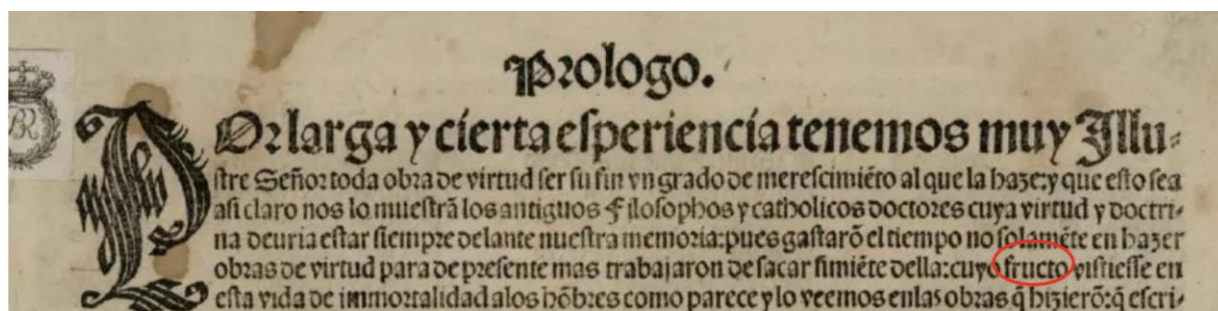 Prologo.
POr larga y cierta esperiencia tenemos muy Illu-
stre Señor toda obra de virtud ser su fin vn grado de merescimiẽto al que la haze: y que esto sea
asi claro nos lo muestrã los antiguos Filosophos y catholicos doctores cuya virtud y doctri-
na deuria estar siempre delante nuestra memoria: pues gastarõ el tiempo no solamẽte en hazer
obras de virtud para de presente mas trabajaron de sacar simiẽte della: cuyo fructo vistiesse en
esta vida de immortalidad alos hõbres como parece y lo veemos enlas obras q̃ hizierõ: q̃ escri-
BR